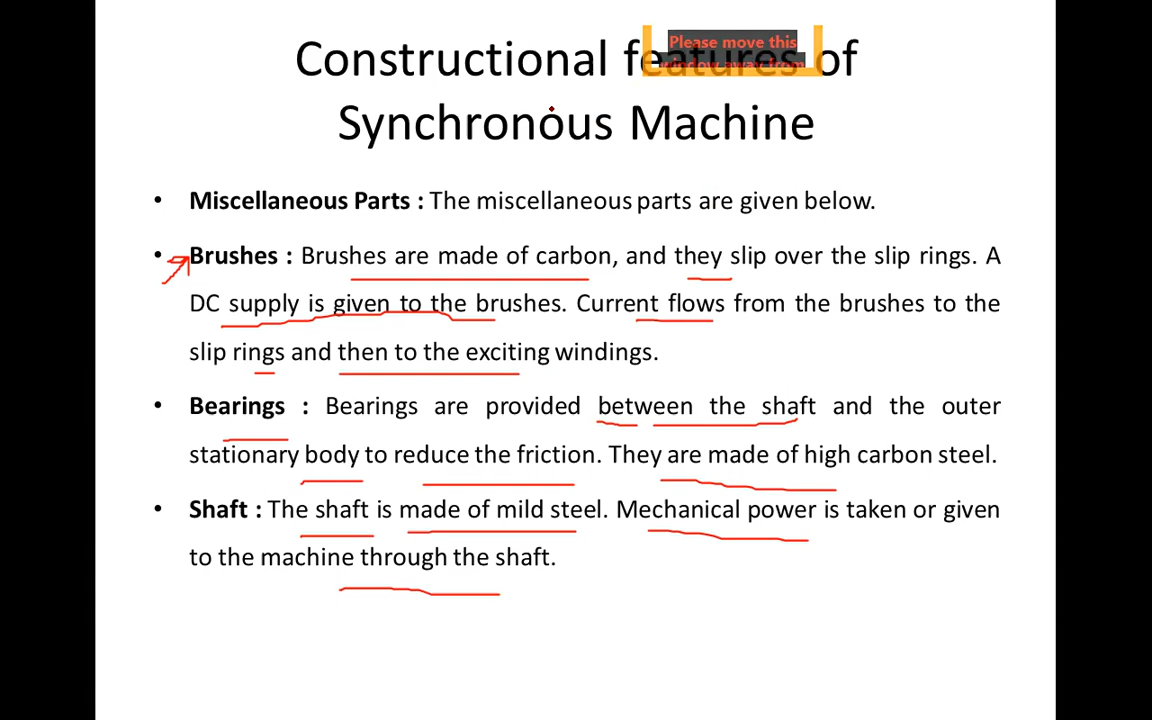 Constructional features of
Please move this
window away from
Synchronous Machine
• Miscellaneous Parts : The miscellaneous parts are given below.
• Brushes : Brushes are made of carbon, and they slip over the slip rings. A
DC supply is given to the brushes. Current flows from the brushes to the
slip rings and then to the exciting windings.
• Bearings : Bearings are provided between the shaft and the outer
stationary body to reduce the friction. They are made of high carbon steel.
• Shaft : The shaft is made of mild steel. Mechanical power is taken or given
to the machine through the shaft.